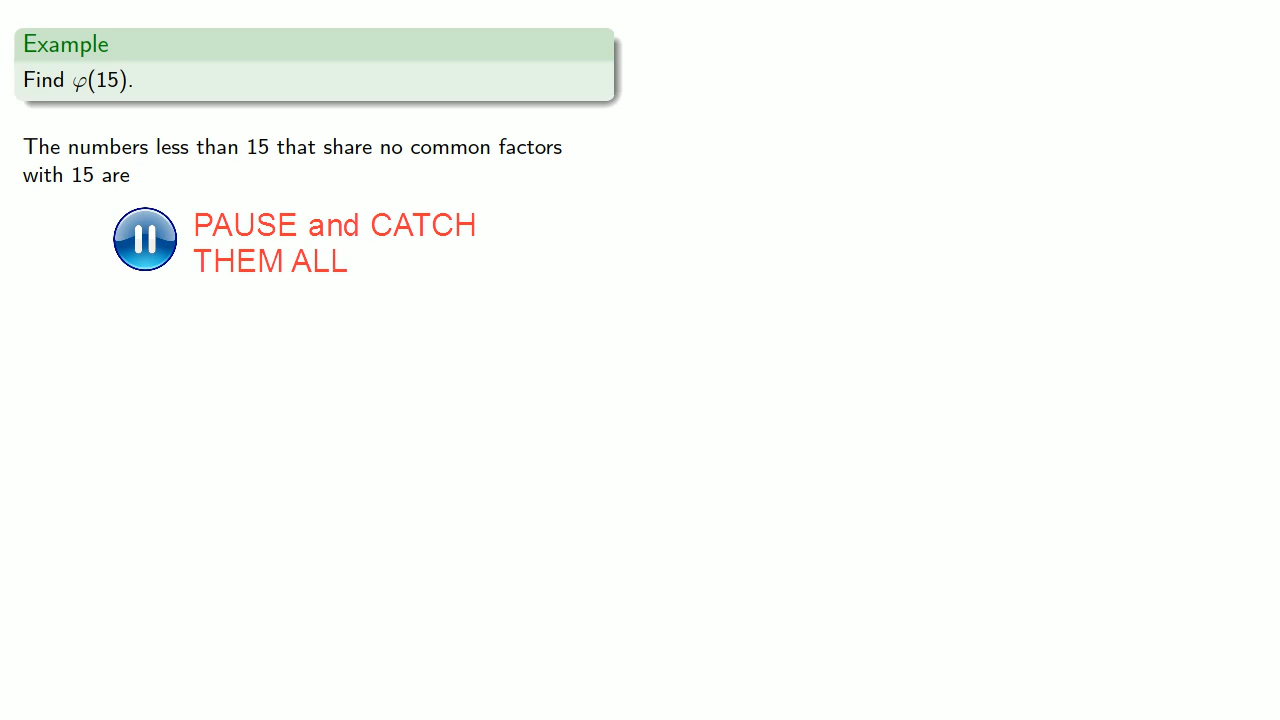 Example
Find φ(15).
The numbers less than 15 that share no common factors
with 15 are
PAUSE and CATCH
THEM ALL